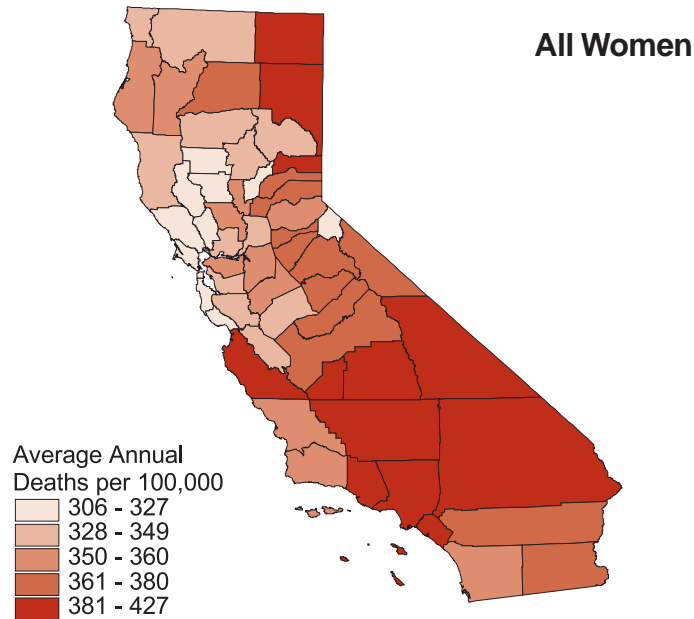 All Women
Average Annual
Deaths per 100,000
306 - 327
328 - 349
350 - 360
361 - 380
381 - 427